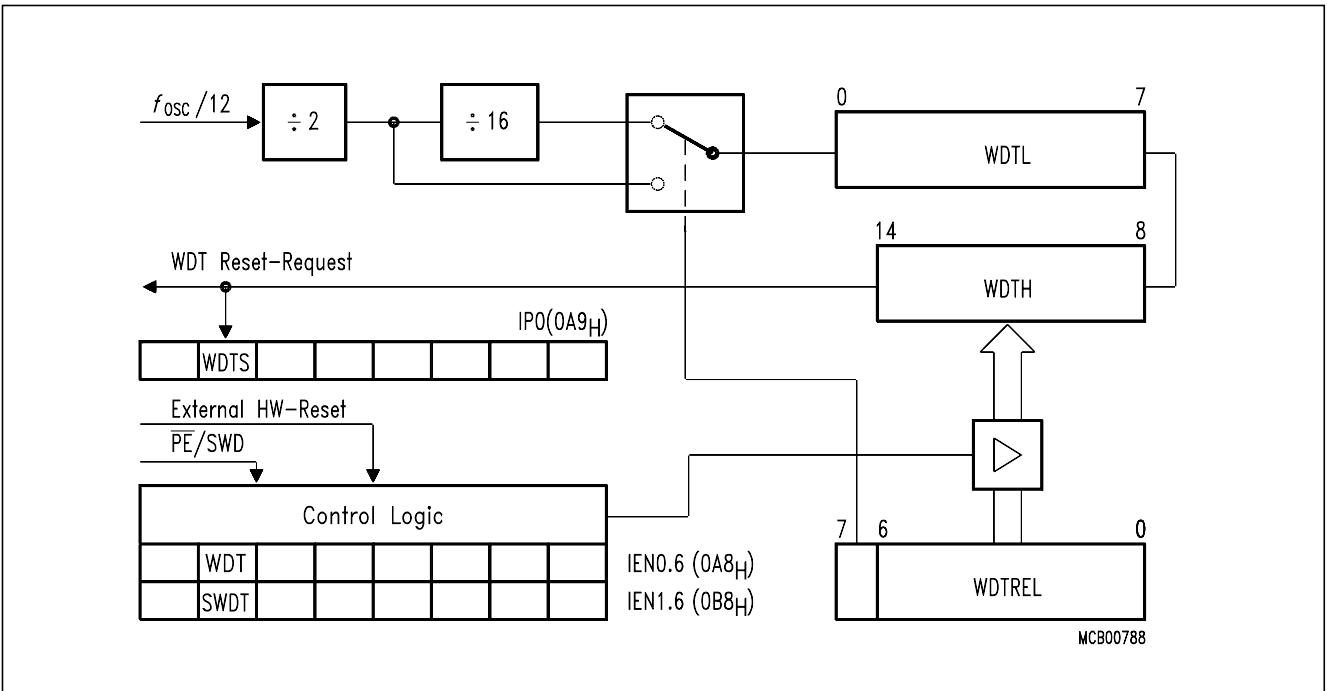 fOSC/12
÷ 2
÷ 16
0 7
WDTL
14 8
WDTH
WDT Reset-Request
IP0(0A9H)
WDTS
External HW-Reset
PE/SWD
Control Logic
WDT
IEN0.6 (0A8H)
SWDT
IEN1.6 (0B8H)
7 6 0
WDTREL
MCB00788